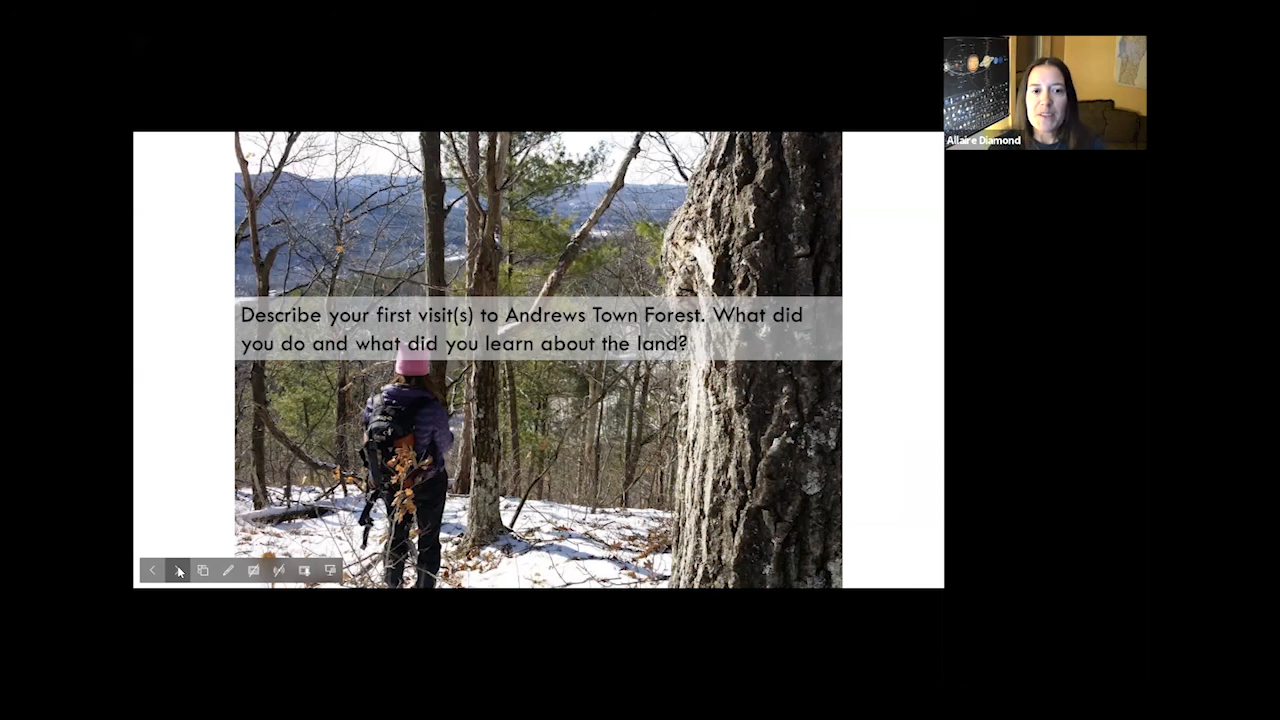 Allaire Diamond
Describe your first visit(s) to Andrews Town Forest. What did
you do and what did you learn about the land?